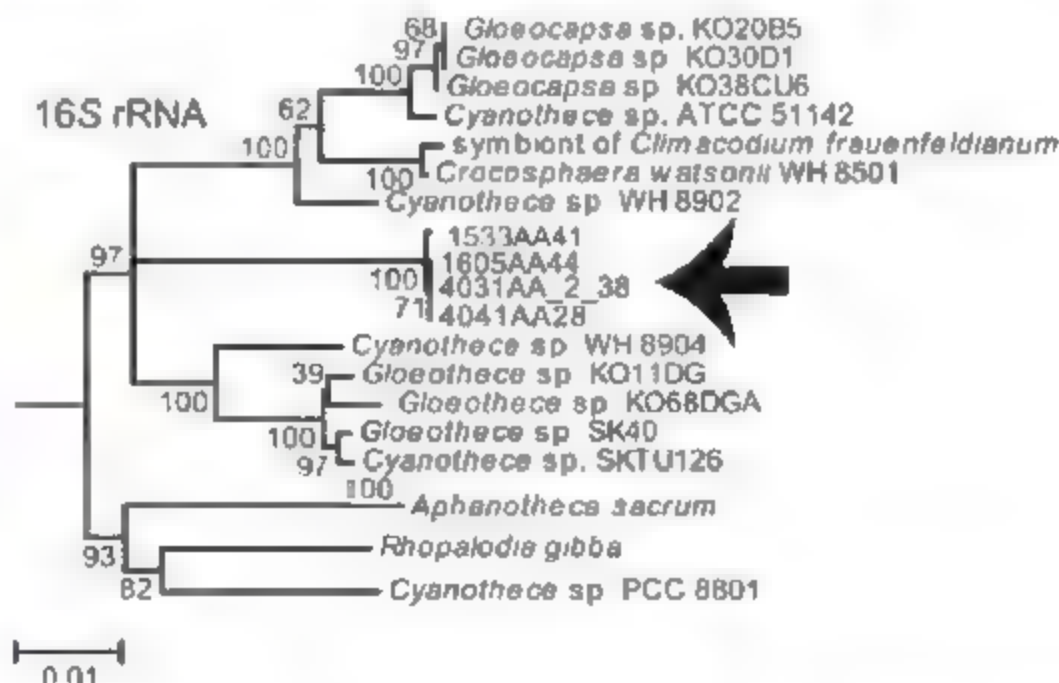 68
Gloeocapsa sp. KO20B5
97
Gloeocapsa sp KO30D1
100
Gloeocapsa sp KO38CU6
16S rRNA
62
Cyanothece sp. ATCC 51142
100
symbiont of Climacodium frauenfeldianum
100
Crocosphaera watsonii WH 8501
Cyanothece sp WH 8902
97
1533AA41
100
1605AA44
4031AA_2_38
71
4041AA28
Cyanothece sp WH 8904
39
Gloeothece sp KO11DG
100
Gloeothece sp KO68DGA
100
Gloeothece sp SK40
97
Cyanothece sp. SKTU126
100
Aphanothece sacrum
93
Rhopalodia gibba
82
Cyanothece sp PCC 8801
0.01